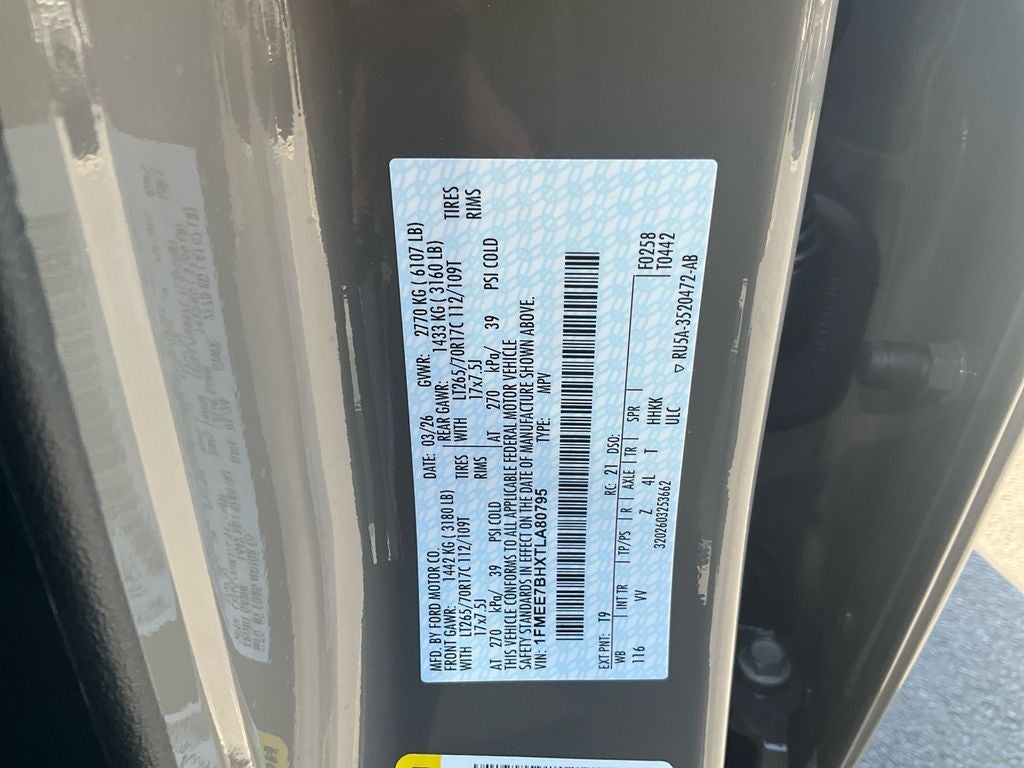 MFD. BY FORD MOTOR CO.
DATE: 03/26 GVWR: 2770 KG ( 6107 LB)
FRONT GAWR: 1442 KG ( 3180 LB) REAR GAWR: 1433 KG ( 3160 LB)
WITH LT265/70R17C 112/109T TIRES WITH LT265/70R17C 112/109T TIRES
17x7.5J RIMS 17x7.5J RIMS
AT 270 kPa/ 39 PSI COLD AT 270 kPa/ 39 PSI COLD
THIS VEHICLE CONFORMS TO ALL APPLICABLE FEDERAL MOTOR VEHICLE
SAFETY STANDARDS IN EFFECT ON THE DATE OF MANUFACTURE SHOWN ABOVE.
VIN: 1FMEE7BHXTLA80795 TYPE: MPV
EXT PNT: T9 RC: 21 DSO: F0258
WB INT TR TP/PS R AXLE TR SPR T0442
116 VV Z 4L T HHKK
3202603253662 ULC
▽ RU5A-3520472-AB